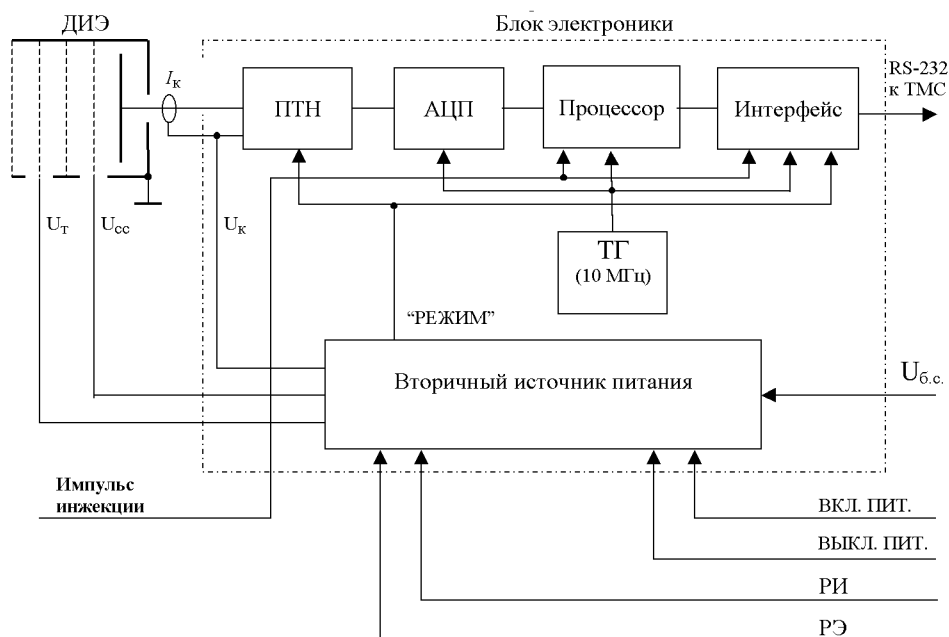 ДИЭ
Блок электроники
RS-232
к ТМС
Iк
ПТН
АЦП
Процессор
Интерфейс
Uт
Uсс
Uк
ТГ
(10 МГц)
“РЕЖИМ”
Вторичный источник питания
Uб.с.
Импульс
инжекции
ВКЛ. ПИТ.
ВЫКЛ. ПИТ.
РИ
РЭ